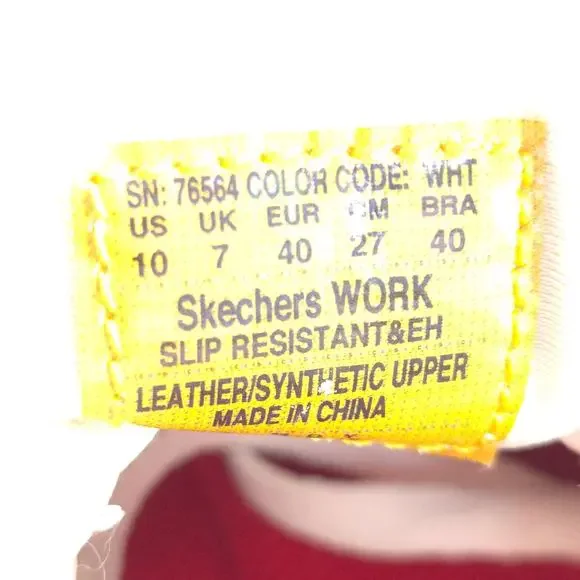 SN: 76564 COLOR CODE: WHT
US UK EUR CM BRA
10 7 40 27 40
Skechers WORK
SLIP RESISTANT&EH
LEATHER/SYNTHETIC UPPER
MADE IN CHINA